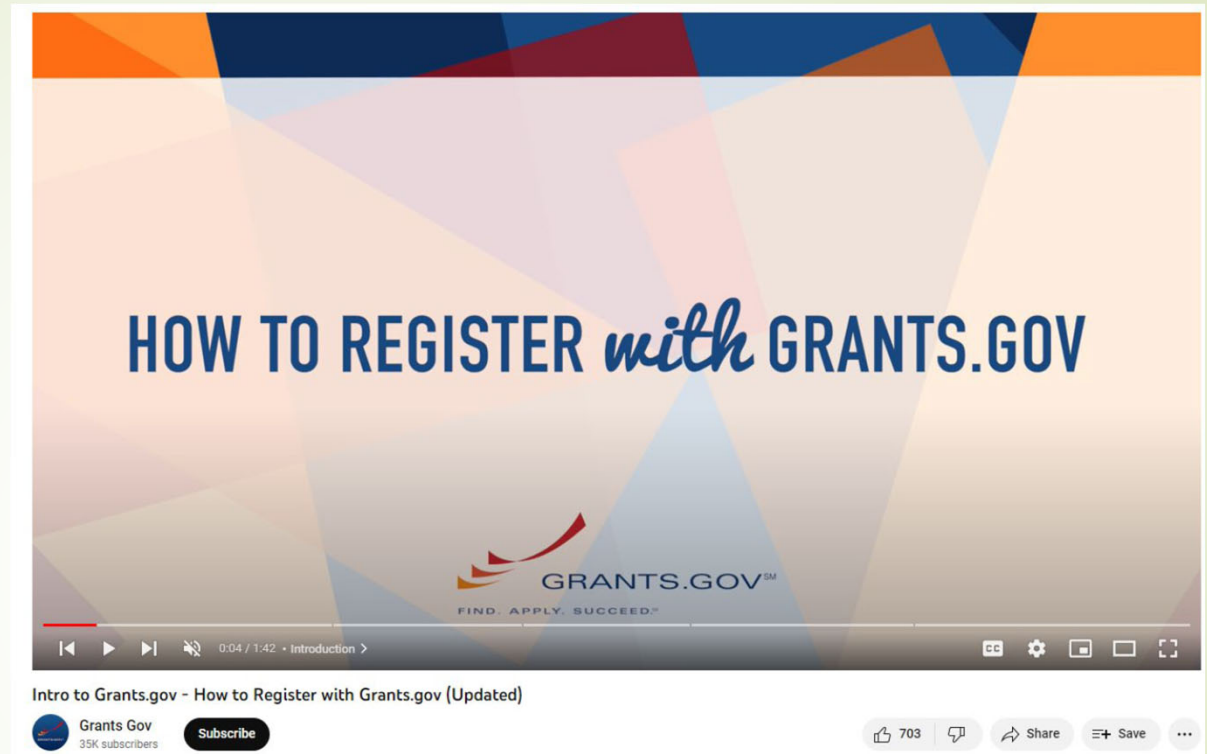 HOW TO REGISTER with GRANTS.GOV
GRANTS.GOV℠
FIND. APPLY. SUCCEED.℠
0:04 / 1:42 • Introduction >
CC
Intro to Grants.gov - How to Register with Grants.gov (Updated)
Grants Gov
35K subscribers
Subscribe
703
Share
Save